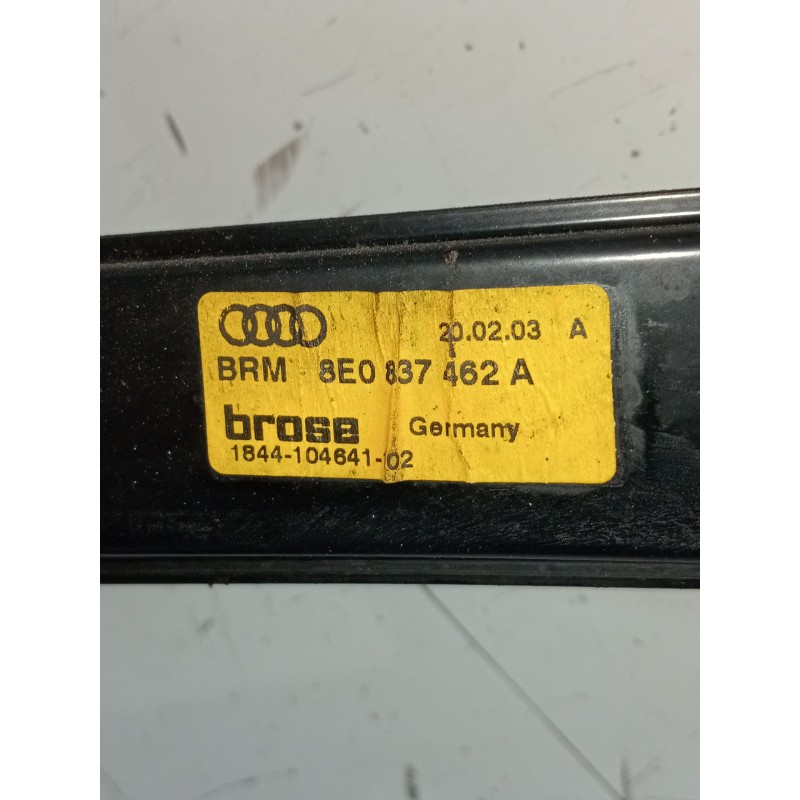 20.02.03 A
BRM 8E0 837 462 A
brose Germany
1844-104641-02